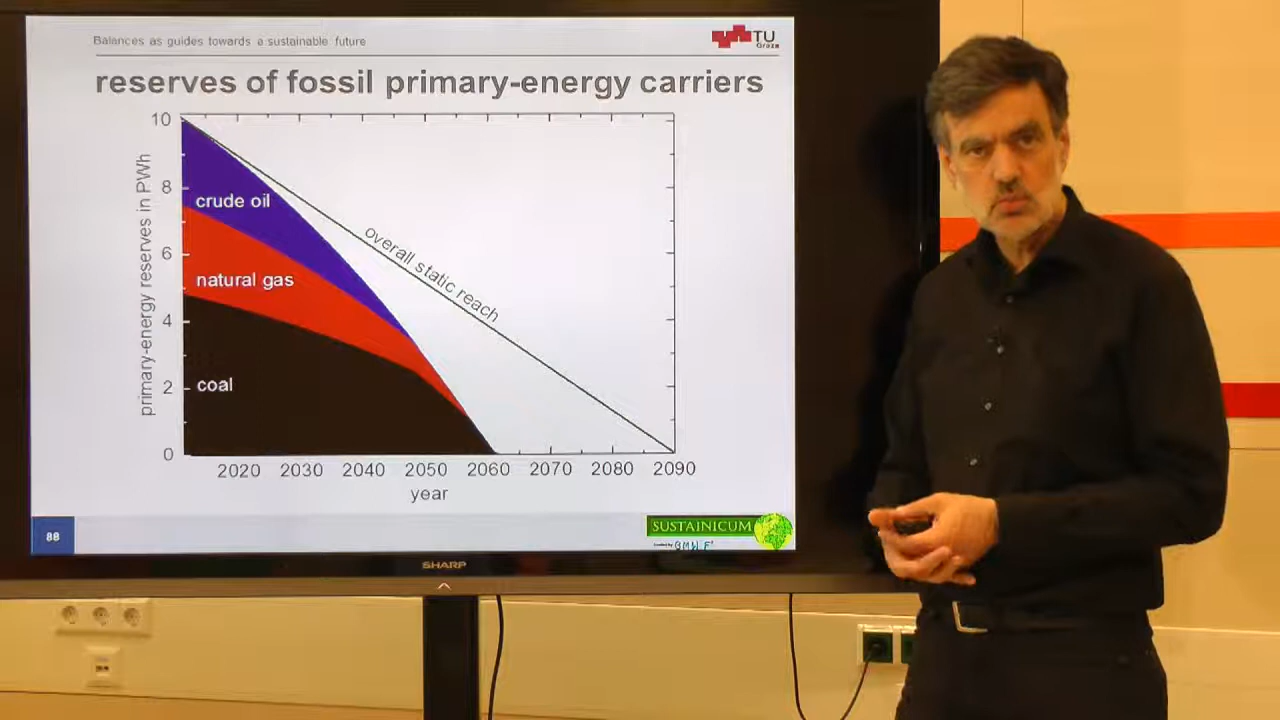 Balances as guides towards a sustainable future
TU
Graz
reserves of fossil primary-energy carriers
primary-energy reserves in PWh
10
8
6
4
2
0
crude oil
natural gas
coal
overall static reach
2020 2030 2040 2050 2060 2070 2080 2090
year
88
SUSTAINICUM
BMWF
SHARP